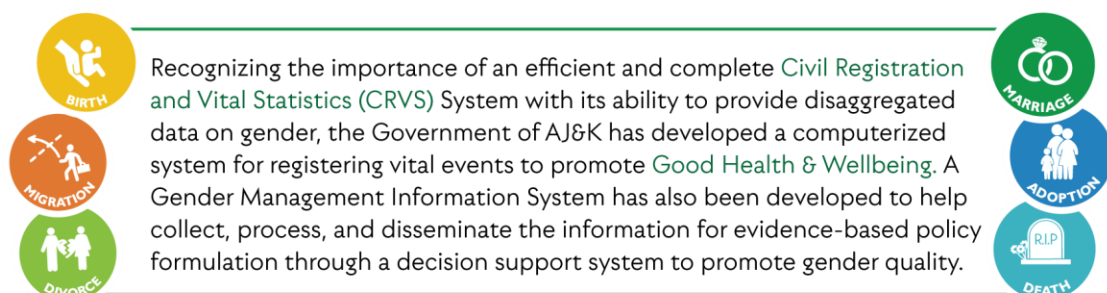 BIRTH
MIGRATION
DIVORCE
Recognizing the importance of an efficient and complete Civil Registration
and Vital Statistics (CRVS) System with its ability to provide disaggregated
data on gender, the Government of AJ&K has developed a computerized
system for registering vital events to promote Good Health & Wellbeing. A
Gender Management Information System has also been developed to help
collect, process, and disseminate the information for evidence-based policy
formulation through a decision support system to promote gender quality.
MARRIAGE
ADOPTION
R.I.P
DEATH